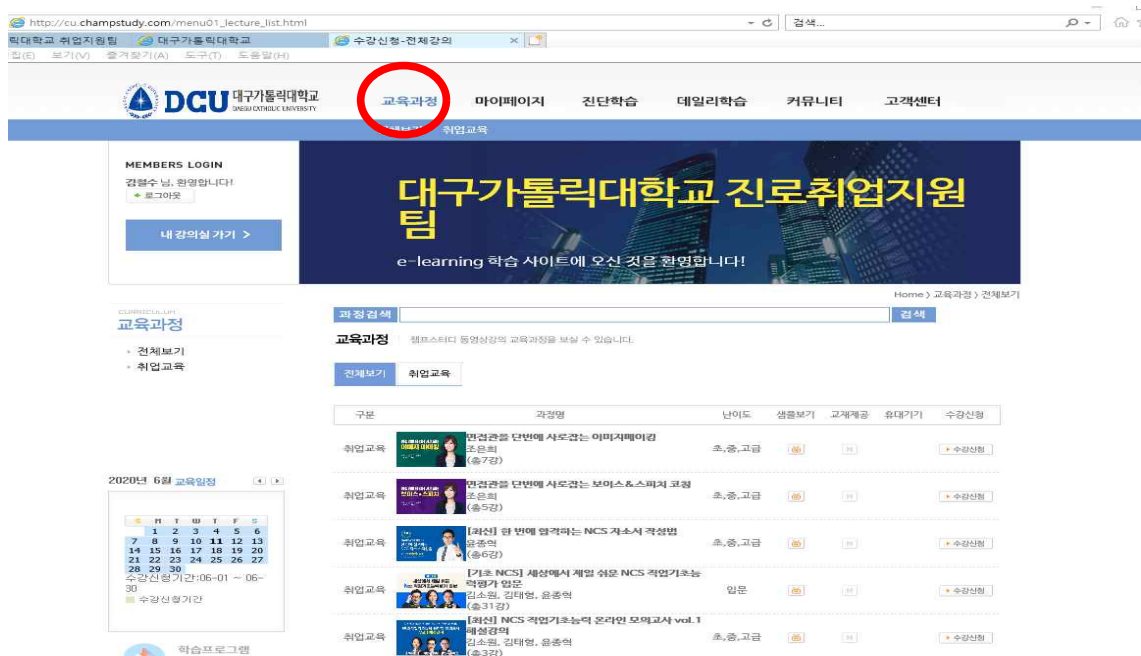 http://cu.champstudy.com/menu01_lecture_list.html
검색...
릭대학교 취업지원팀
대구가톨릭대학교
수강신청-전체강의
집(E) 보기(V) 즐겨찾기(A) 도구(T) 도움말(H)
DCU 대구가톨릭대학교
DAEGU CATHOLIC UNIVERSITY
교육과정 마이페이지 진단학습 데일리학습 커뮤니티 고객센터
취업교육
MEMBERS LOGIN
김철수 님, 환영합니다!
로그아웃
내 강의실 가기 >
대구가톨릭대학교 진로취업지원
팀
e-learning 학습 사이트에 오신 것을 환영합니다!
Home > 교육과정 > 전체보기
CURRICULUM
교육과정
전체보기
취업교육
과정검색 검색
교육과정 챔프스터디 동영상강의 교육과정을 보실 수 있습니다.
전체보기 취업교육
구분 과정명 난이도 샘플보기 교재제공 휴대기기 수강신청
취업교육
면접관을 단번에 사로잡는 이미지메이킹
조은희
(총7강)
초,중,고급
수강신청
취업교육
면접관을 단번에 사로잡는 보이스&스피치 코칭
조은희
(총5강)
초,중,고급
수강신청
취업교육
[최신] 한 번에 합격하는 NCS 자소서 작성법
윤종혁
(총6강)
초,중,고급
수강신청
취업교육
[기초 NCS] 세상에서 제일 쉬운 NCS 직업기초능
력평가 입문
김소원, 김태형, 윤종혁
(총31강)
입문
수강신청
취업교육
[최신] NCS 직업기초능력 온라인 모의고사 vol.1
해설강의
김소원, 김태형, 윤종혁
(총3강)
초,중,고급
수강신청
2020년 6월 교육일정
S M T W T F S
1 2 3 4 5 6
7 8 9 10 11 12 13
14 15 16 17 18 19 20
21 22 23 24 25 26 27
28 29 30
수강신청기간:06-01 ~ 06-
30
수강신청기간
학습프로그램